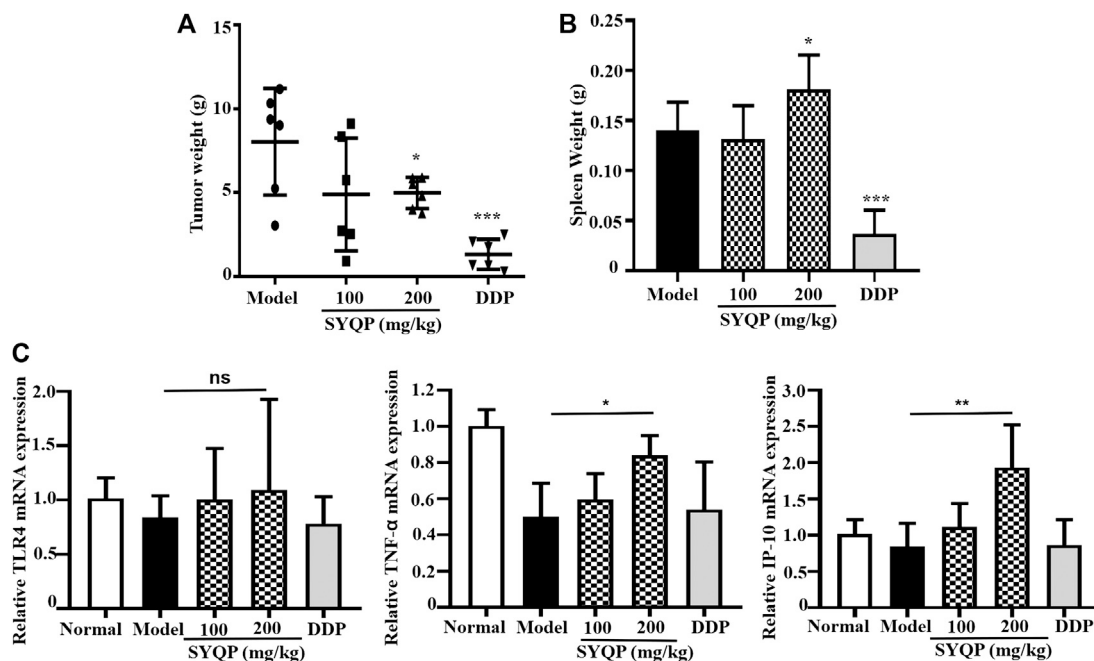 A
Tumor weight (g)
15
10
5
0
*
***
Model
100
200
DDP
SYQP (mg/kg)
B
Spleen Weight (g)
0.25
0.20
0.15
0.10
0.05
0
*
***
Model
100
200
DDP
SYQP (mg/kg)
C
Relative TLR4 mRNA expression
2.0
1.5
1.0
0.5
0
ns
Normal
Model
100
200
DDP
SYQP (mg/kg)
Relative TNF-α mRNA expression
1.2
1.0
0.8
0.6
0.4
0.2
0
*
Normal
Model
100
200
DDP
SYQP (mg/kg)
Relative IP-10 mRNA expression
3.0
2.5
2.0
1.5
1.0
0.5
0
**
Normal
Model
100
200
DDP
SYQP (mg/kg)